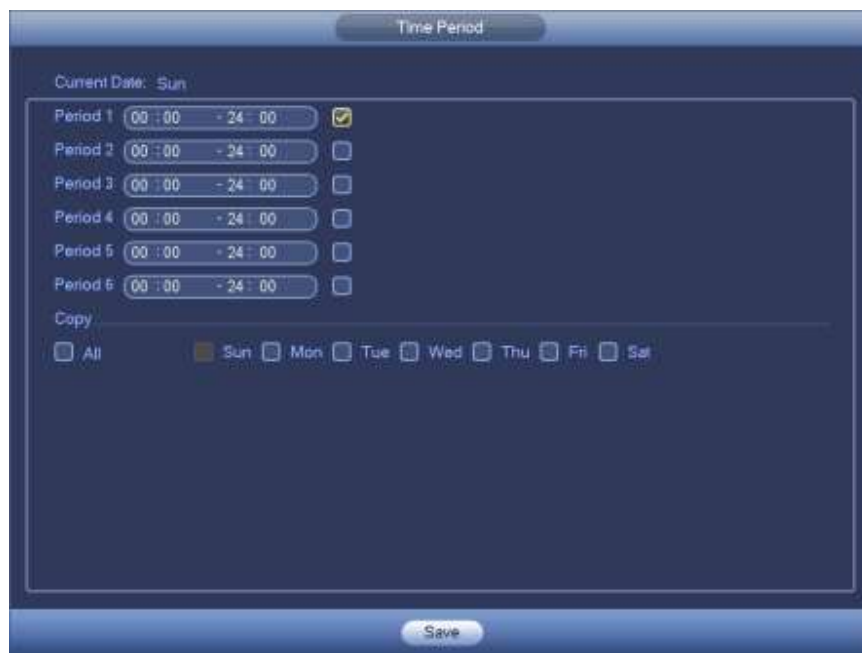 Time Period
Current Date: Sun
Period 1 00 :00 - 24 : 00
Period 2 00 :00 - 24 : 00
Period 3 00 :00 - 24 : 00
Period 4 00 :00 - 24 : 00
Period 5 00 :00 - 24 : 00
Period 6 00 :00 - 24 : 00
Copy
All Sun Mon Tue Wed Thu Fri Sat
Save